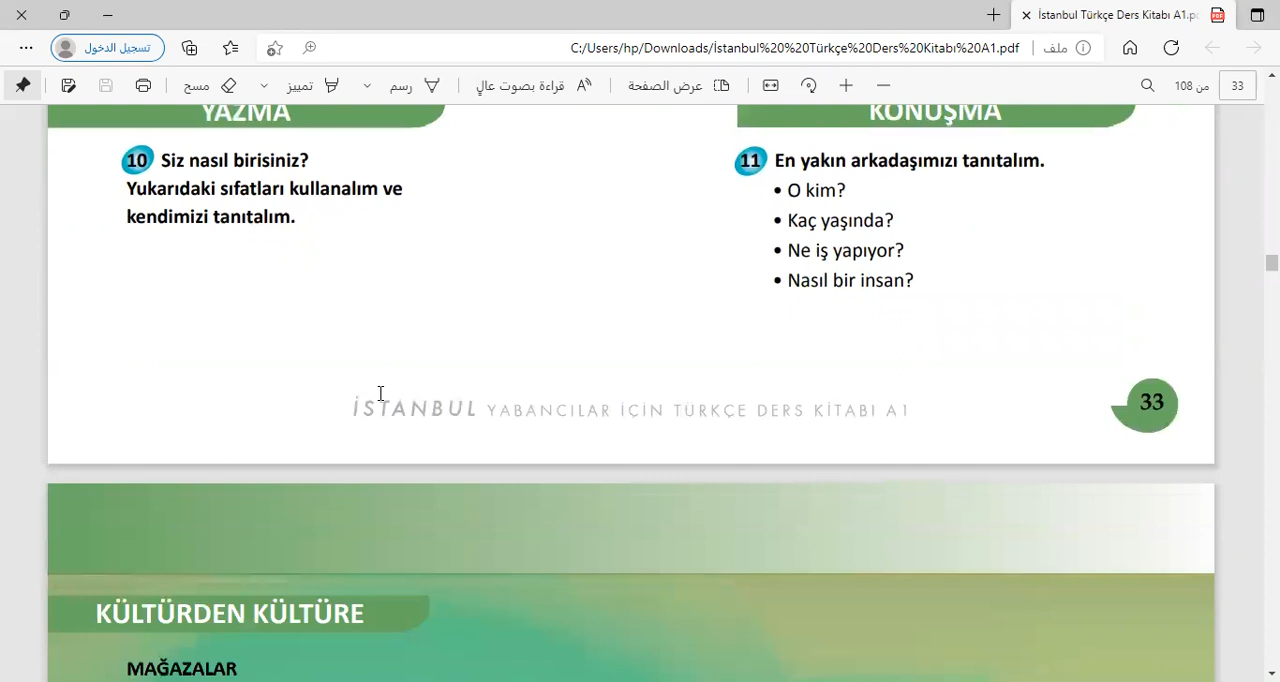 İstanbul Türkçe Ders Kitabı A1.pdf
تسجيل الدخول
C:/Users/hp/Downloads/İstanbul%20%20Türkçe%20Ders%20Kitabı%20A1.pdf
ملف
مسح
تمييز
رسم
قراءة بصوت عالٍ
عرض الصفحة
من 108
33
YAZMA
10 Siz nasıl birisiniz?
Yukarıdaki sıfatları kullanalım ve
kendimizi tanıtalım.
KONUŞMA
11 En yakın arkadaşımızı tanıtalım.
• O kim?
• Kaç yaşında?
• Ne iş yapıyor?
• Nasıl bir insan?
İSTANBUL YABANCILAR İÇİN TÜRKÇE DERS KİTABI A1
33
KÜLTÜRDEN KÜLTÜRE
MAĞAZALAR